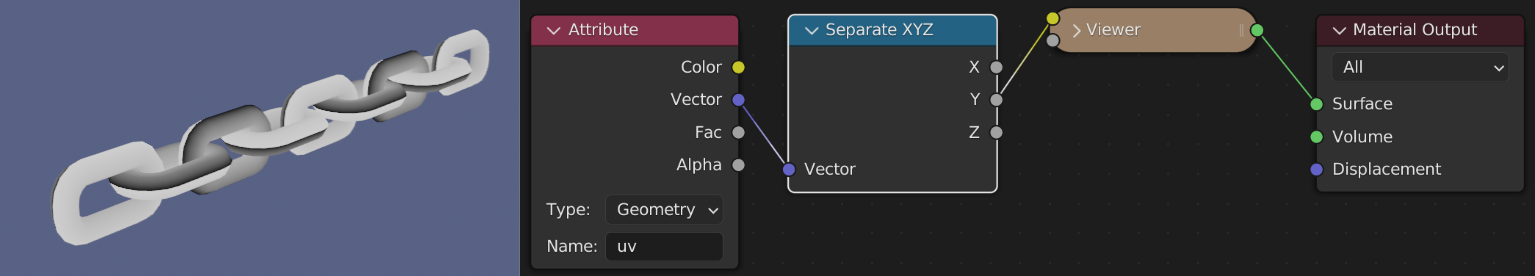 Attribute
Color
Vector
Fac
Alpha
Type: Geometry
Name: uv
Separate XYZ
X
Y
Z
Vector
Viewer
Material Output
All
Surface
Volume
Displacement